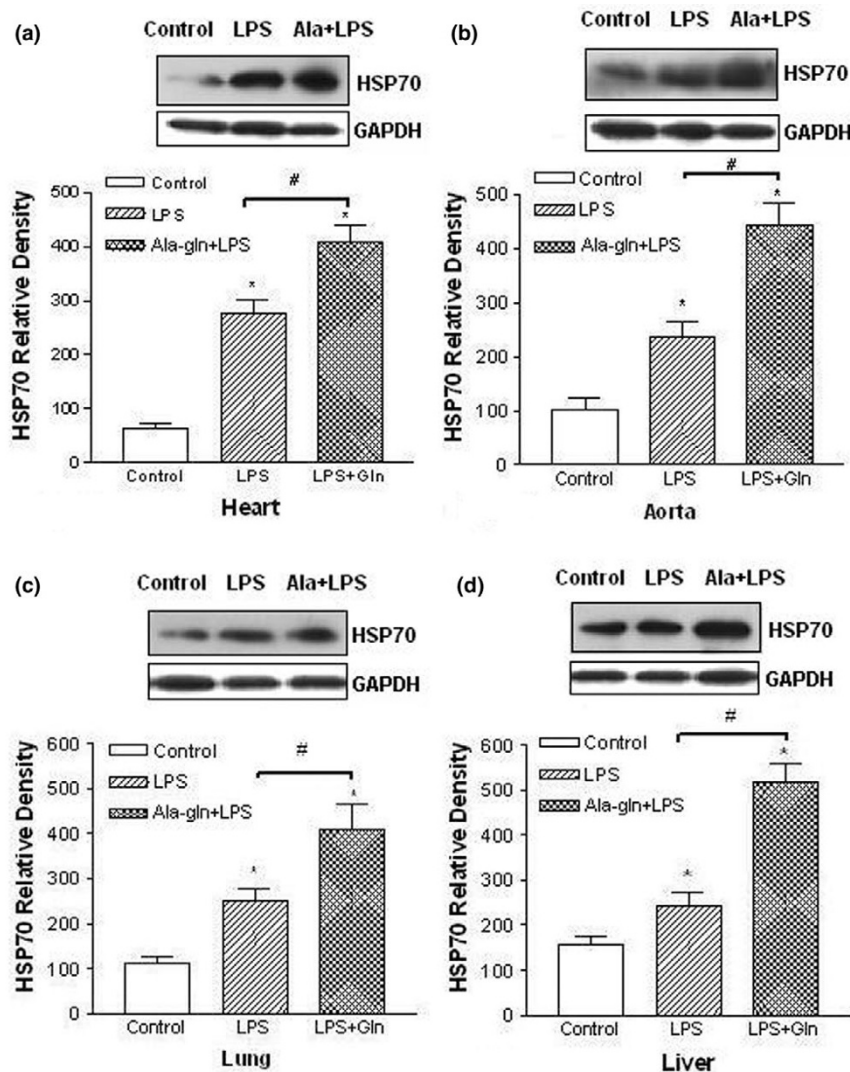 (a)
Control LPS Ala+LPS
HSP70
GAPDH
Control
LPS
Ala-gln+LPS
#
*
*
HSP70 Relative Density
500
400
300
200
100
0
Control LPS LPS+Gln
Heart
(b)
Control LPS Ala+LPS
HSP70
GAPDH
Control
LPS
Ala-gln+LPS
#
*
*
HSP70 Relative Density
500
400
300
200
100
0
Control LPS LPS+Gln
Aorta
(c)
Control LPS Ala+LPS
HSP70
GAPDH
Control
LPS
Ala-gln+LPS
#
*
*
HSP70 Relative Density
600
500
400
300
200
100
0
Control LPS LPS+Gln
Lung
(d)
Control LPS Ala+LPS
HSP70
GAPDH
Control
LPS
Ala-gln+LPS
#
*
*
HSP70 Relative Density
600
500
400
300
200
100
0
Control LPS LPS+Gln
Liver